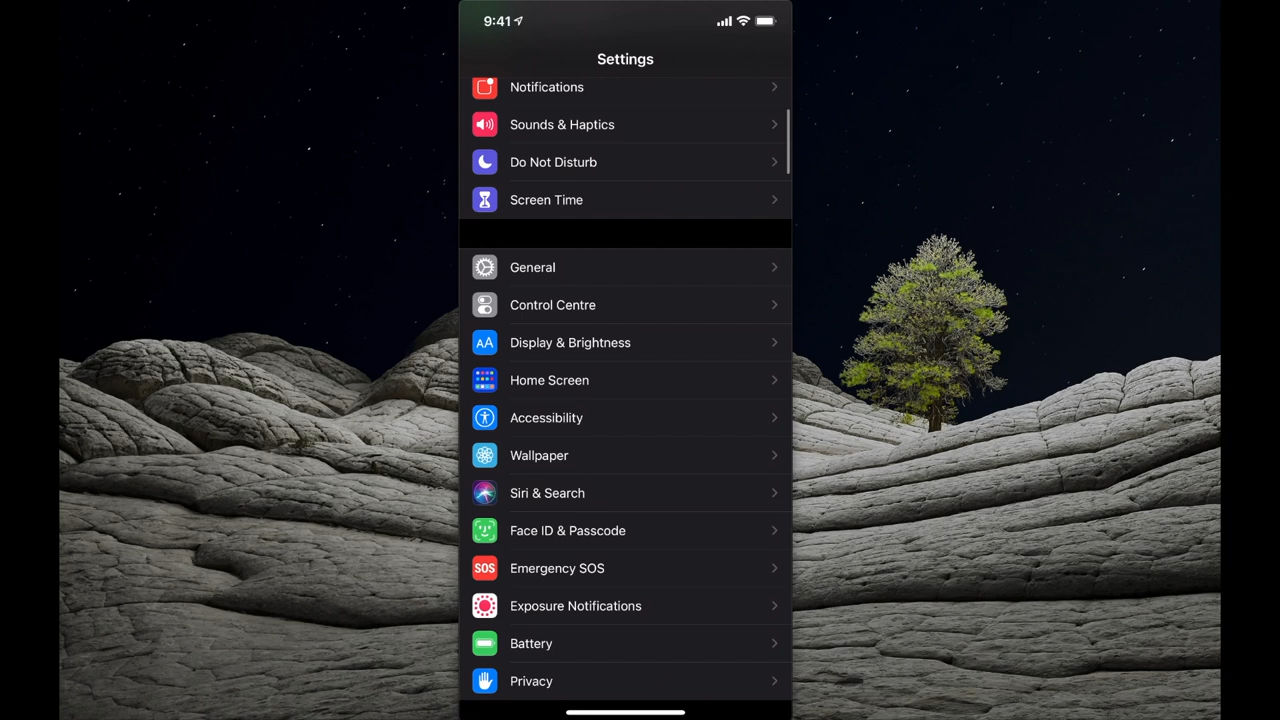 9:41
Settings
Notifications
Sounds & Haptics
Do Not Disturb
Screen Time
General
Control Centre
AA Display & Brightness
Home Screen
Accessibility
Wallpaper
Siri & Search
Face ID & Passcode
SOS Emergency SOS
Exposure Notifications
Battery
Privacy